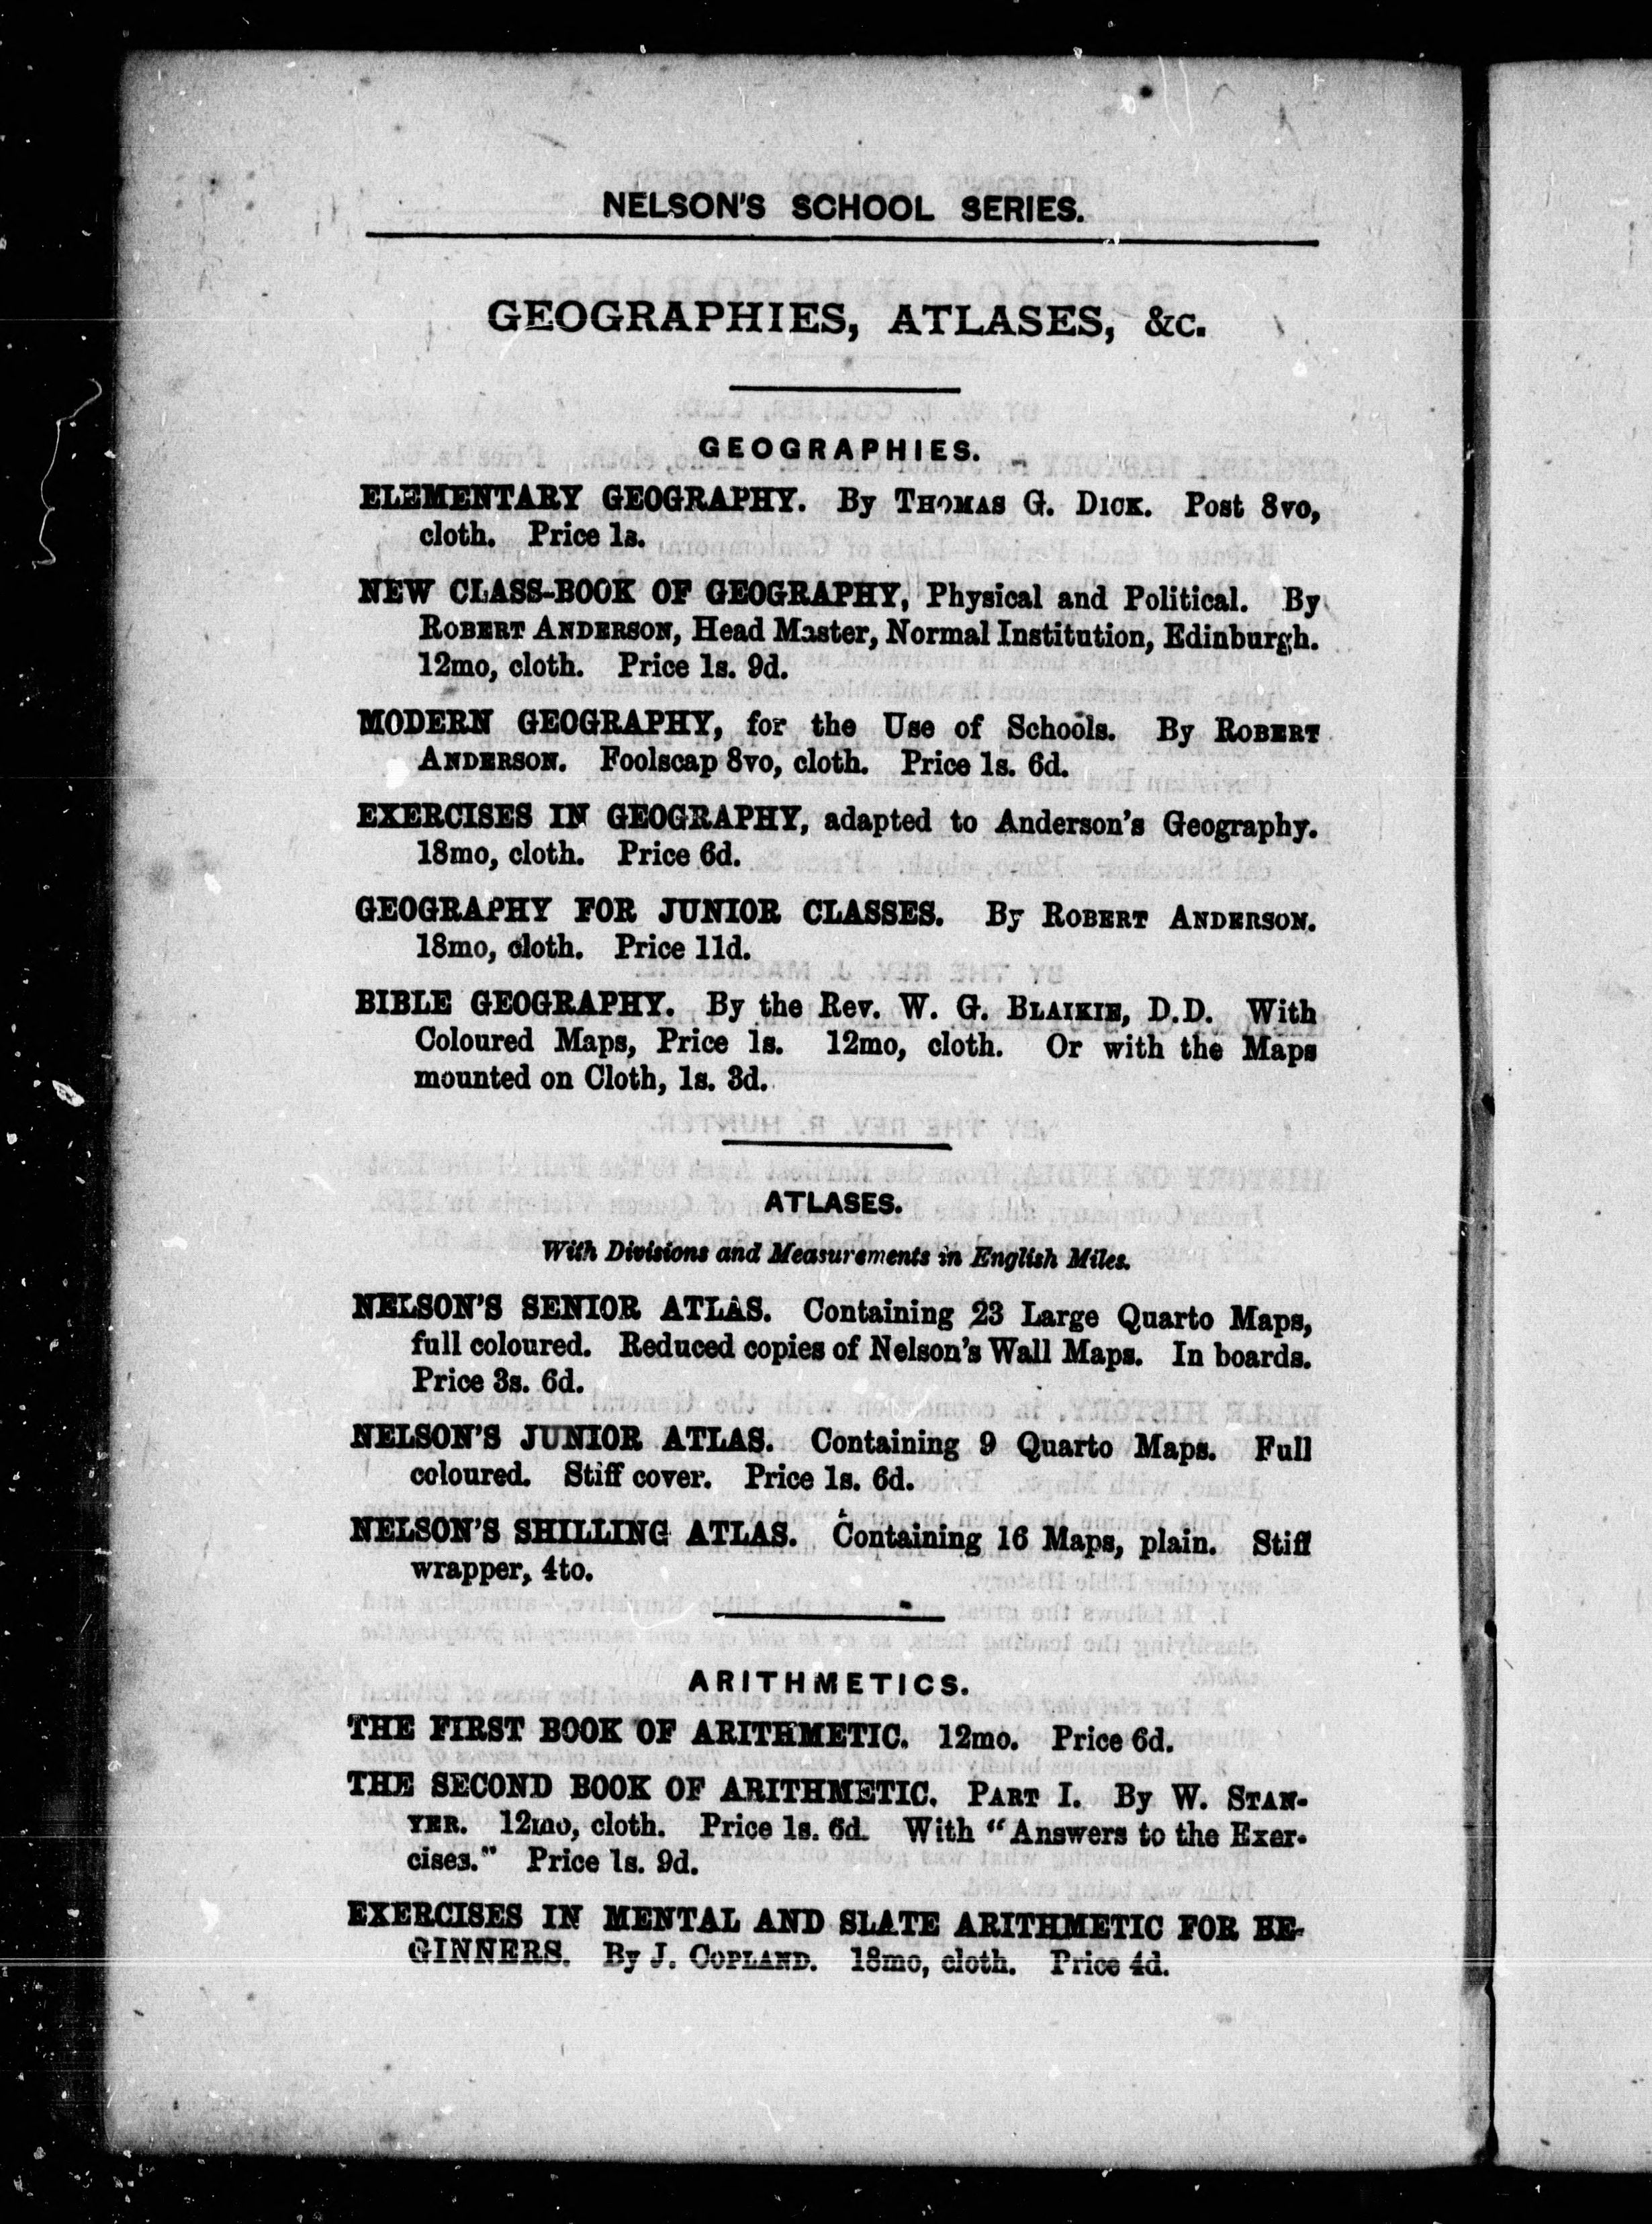 NELSON'S SCHOOL SERIES.
GEOGRAPHIES, ATLASES, &c.
GEOGRAPHIES.
ELEMENTARY GEOGRAPHY. By THOMAS G. DICK. Post 8vo,
cloth. Price 1s.
NEW CLASS-BOOK OF GEOGRAPHY, Physical and Political. By
ROBERT ANDERSON, Head Master, Normal Institution, Edinburgh.
12mo, cloth. Price 1s. 9d.
MODERN GEOGRAPHY, for the Use of Schools. By ROBERT
ANDERSON. Foolscap 8vo, cloth. Price 1s. 6d.
EXERCISES IN GEOGRAPHY, adapted to Anderson's Geography.
18mo, cloth. Price 6d.
GEOGRAPHY FOR JUNIOR CLASSES. By ROBERT ANDERSON.
18mo, cloth. Price 11d.
BIBLE GEOGRAPHY. By the Rev. W. G. BLAIKIE, D.D. With
Coloured Maps, Price 1s. 12mo, cloth. Or with the Maps
mounted on Cloth, 1s. 3d.
ATLASES.
With Divisions and Measurements in English Miles.
NELSON'S SENIOR ATLAS. Containing 23 Large Quarto Maps,
full coloured. Reduced copies of Nelson's Wall Maps. In boards.
Price 3s. 6d.
NELSON'S JUNIOR ATLAS. Containing 9 Quarto Maps. Full
coloured. Stiff cover. Price 1s. 6d.
NELSON'S SHILLING ATLAS. Containing 16 Maps, plain. Stiff
wrapper, 4to.
ARITHMETICS.
THE FIRST BOOK OF ARITHMETIC. 12mo. Price 6d.
THE SECOND BOOK OF ARITHMETIC. PART I. By W. STAN-
YER. 12mo, cloth. Price 1s. 6d. With "Answers to the Exer-
cises." Price 1s. 9d.
EXERCISES IN MENTAL AND SLATE ARITHMETIC FOR BE-
GINNERS. By J. COPLAND. 18mo, cloth. Price 4d.